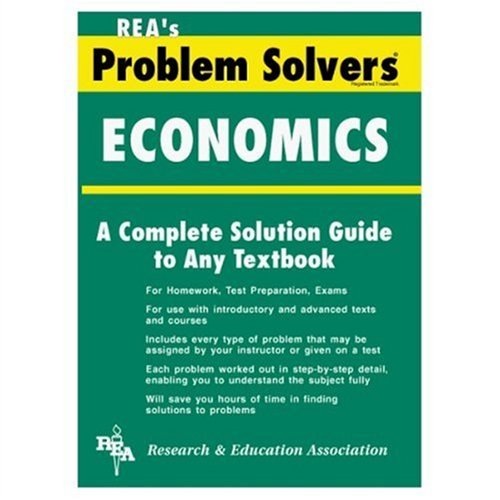 REA's
Problem Solvers®
Registered Trademark
ECONOMICS
A Complete Solution Guide
to Any Textbook
For Homework, Test Preparation, Exams
For use with introductory and advanced texts
and courses
Includes every type of problem that may be
assigned by your instructor or given on a test
Each problem worked out in step-by-step detail,
enabling you to understand the subject fully
Will save you hours of time in finding
solutions to problems
REA
Research & Education Association